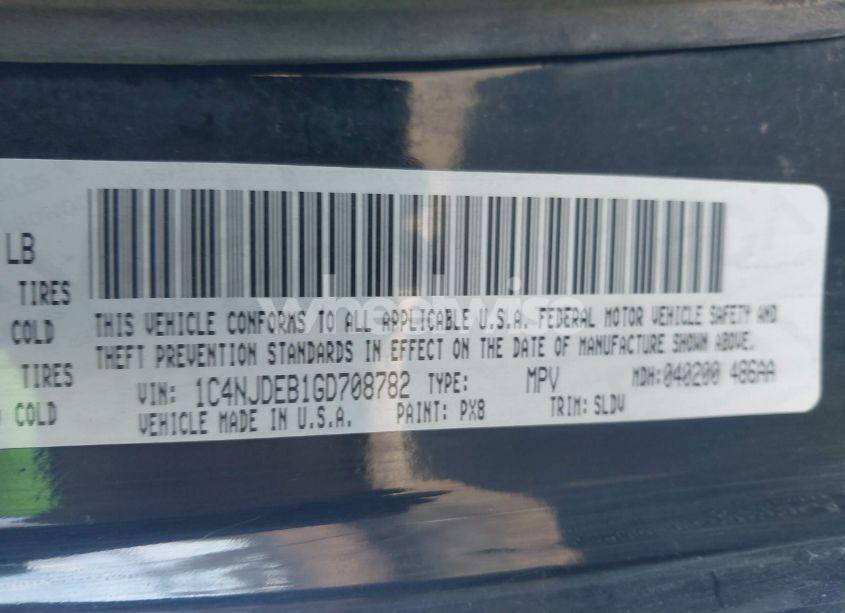 LB
TIRES
COLD
TIRES
COLD
THIS VEHICLE CONFORMS TO ALL APPLICABLE U.S.A. FEDERAL MOTOR VEHICLE SAFETY AND
THEFT PREVENTION STANDARDS IN EFFECT ON THE DATE OF MANUFACTURE SHOWN ABOVE.
VIN: 1C4NJDEB1GD708782 TYPE: MPV MDH:040200 486AA
VEHICLE MADE IN U.S.A. PAINT: PX8 TRIM: SLDV
wheelwise